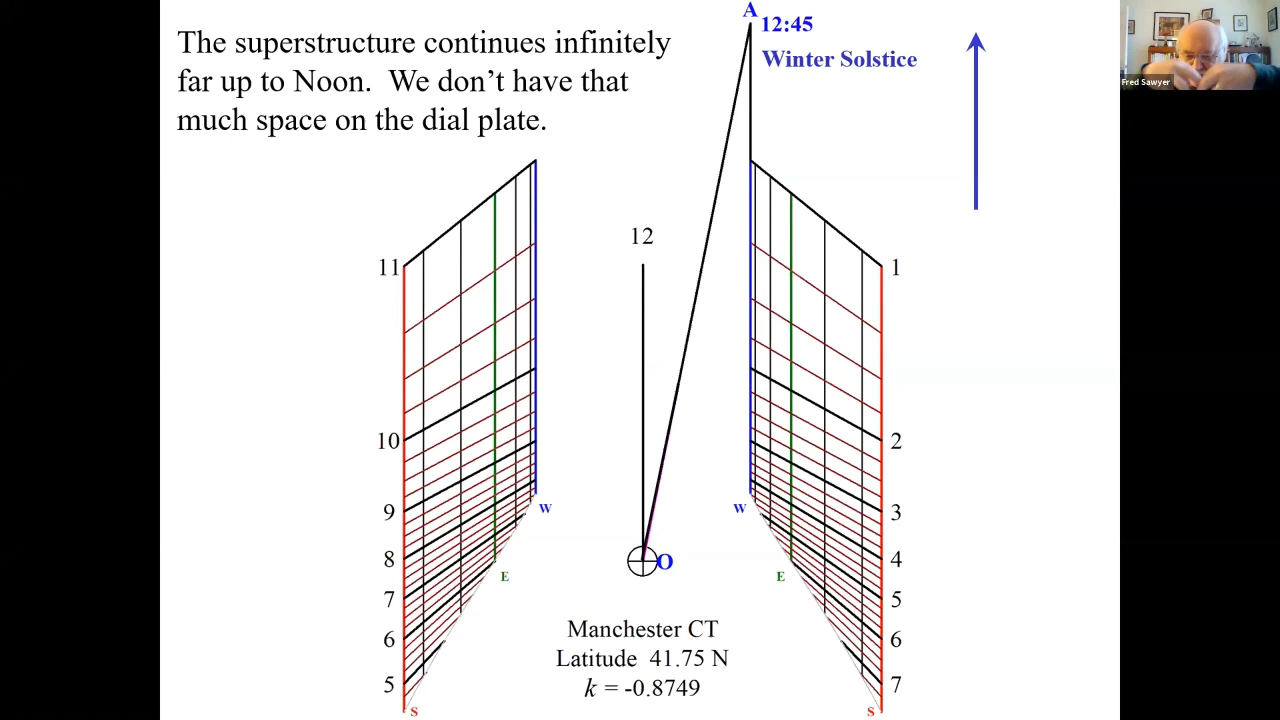 The superstructure continues infinitely
far up to Noon. We don't have that
much space on the dial plate.
A
12:45
Winter Solstice
Fred Sawyer
12
11
10
9
8
7
6
5
1
2
3
4
5
6
7
W
W
E
E
S
S
O
Manchester CT
Latitude 41.75 N
k = -0.8749